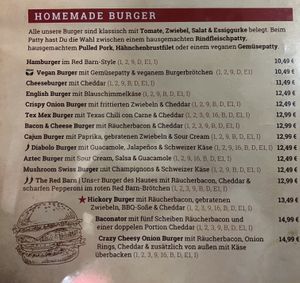 HOMEMADE BURGER
Alle unsere Burger sind klassisch mit Tomate, Zwiebel, Salat & Essiggurke belegt. Beim
Patty hast du die Wahl zwischen einem hausgemachten Rindfleischpatty,
hausgemachtem Pulled Pork, Hähnchenbrustfilet oder einem veganen Gemüsepatty.
Hamburger im Red Barn-Style (1, 2, 9, D, E1, I) 10,49 €
Vegan Burger mit Gemüsepatty & veganem Burgerbrötchen 10,49 €
Cheeseburger mit Cheddar 11,49 €
English Burger mit Blauschimmelkäse 12,49 €
Crispy Onion Burger mit frittierten Zwiebeln & Cheddar 12,49 €
Tex Mex Burger mit Texas Chili con Carne & Cheddar 12,99 €
Bacon & Cheese Burger mit Räucherbacon & Cheddar 12,99 €
Cajun Burger mit Paprika, gebratenen Zwiebeln & Sour Cream 12,99 €
Diabolo Burger mit Guacamole, Jalapeños & Schweizer Käse 12,49 €
Aztec Burger mit Sour Cream, Salsa & Guacamole 12,49 €
Mushroom Swiss Burger mit Champignons & Schweizer Käse 12,49 €
The Red Barn Burger des Hauses mit Räucherbacon, Cheddar & 13,49 €
scharfen Pepperoni im roten Red Barn-Brötchen
Hickory Burger mit Räucherbacon, gebratenen 13,49 €
Zwiebeln, BBQ-Soße & Cheddar
Baconator mit fünf Scheiben Räucherbacon und 14,99 €
einer doppelten Portion Cheddar
Crazy Cheesy Onion Burger mit Räucherbacon, Onion 14,99 €
Rings, Cheddar & zusätzlich von außen mit Käse
überbacken